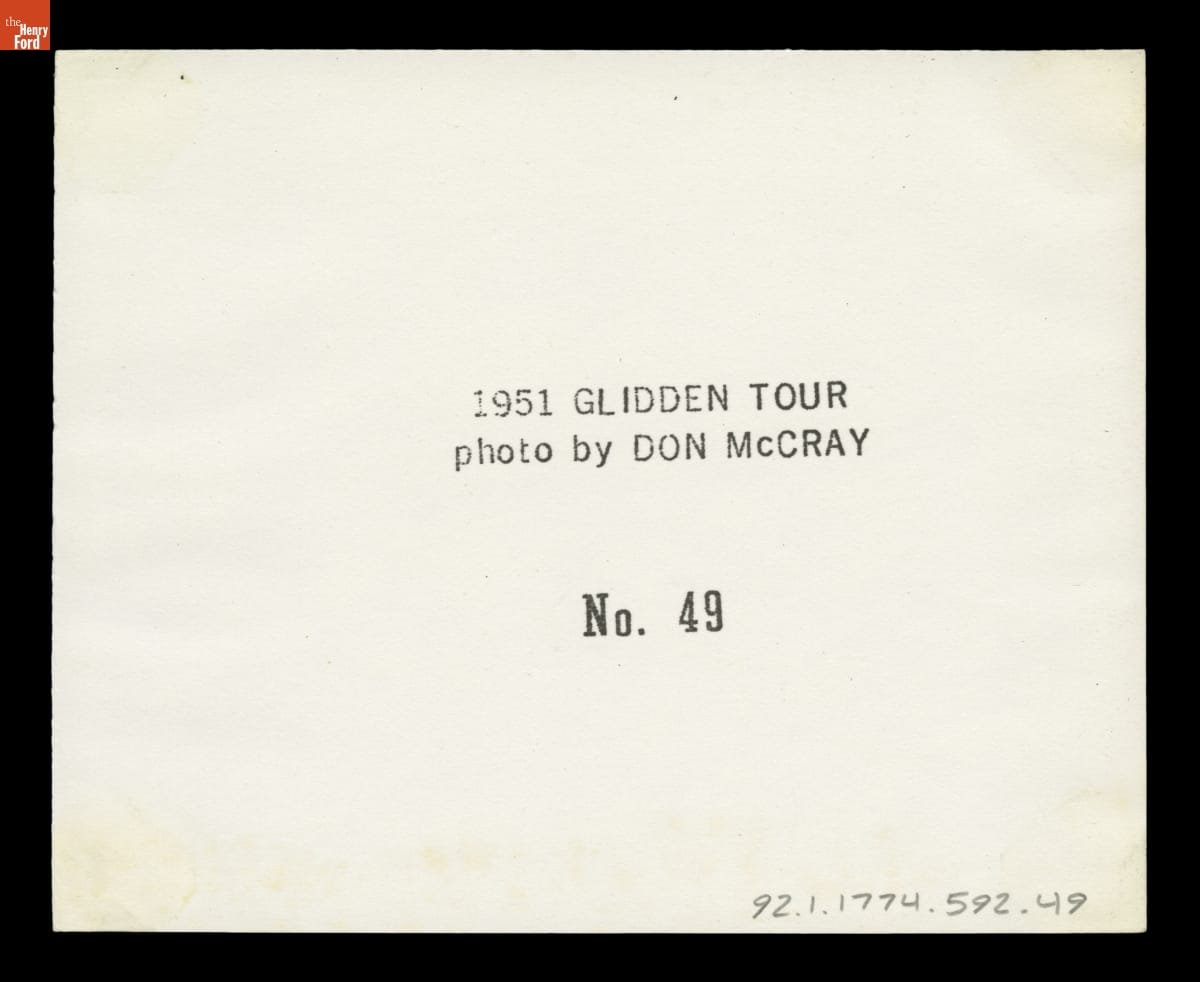 the
Henry
Ford
1951 GLIDDEN TOUR
photo by DON McCRAY
No. 49
92.1.1774.592.49